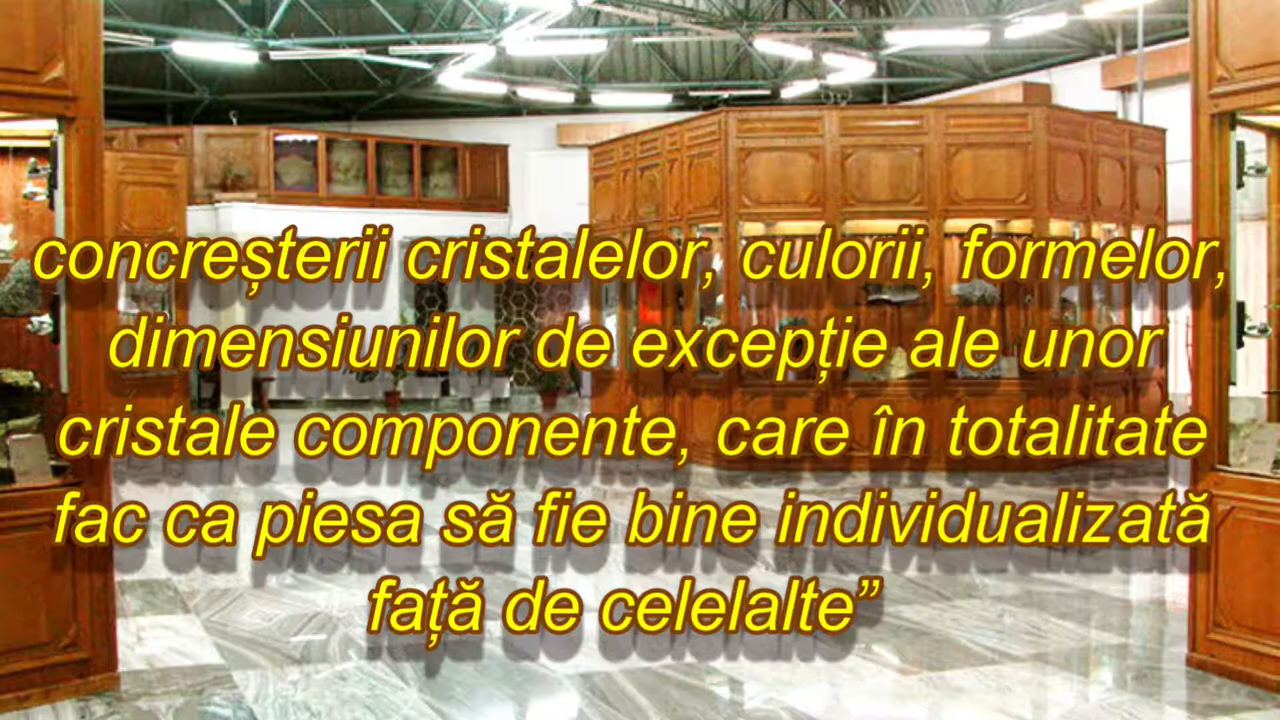 concreșterii cristalelor, culorii, formelor,
dimensiunilor de excepție ale unor
cristale componente, care în totalitate
fac ca piesa să fie bine individualizată
față de celelalte”